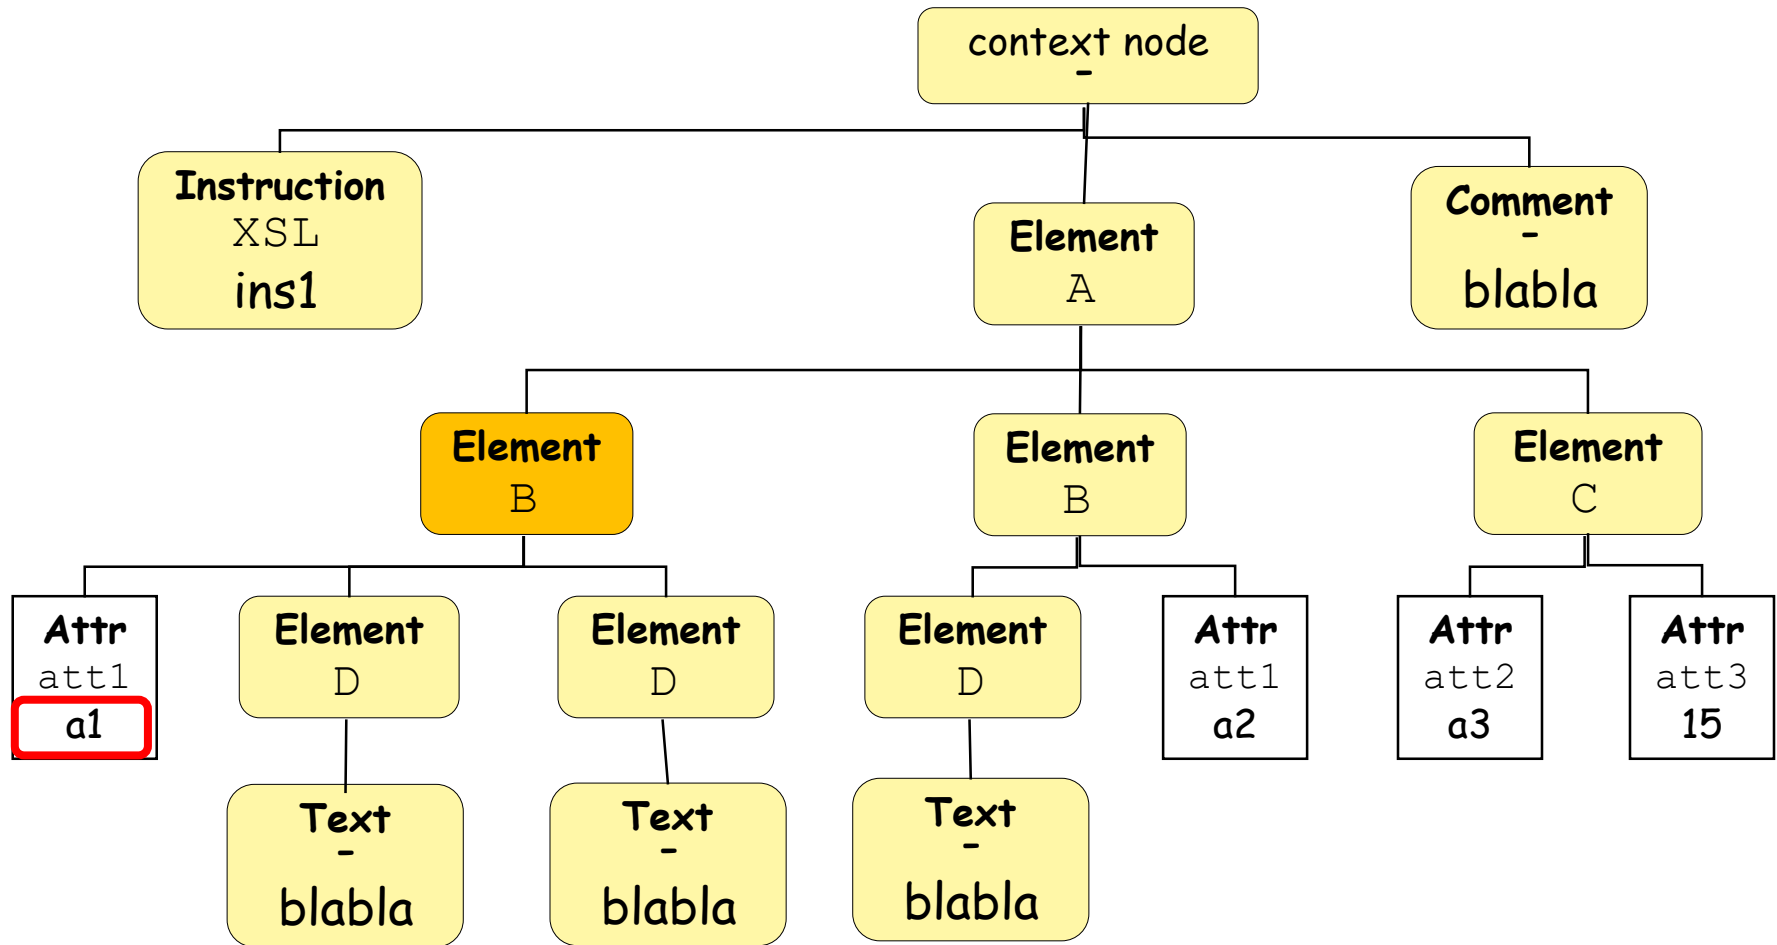 context node
-
Instruction
XSL
ins1
Element
A
Comment
-
blabla
Element
B
Element
B
Element
C
Attr
att1
a1
Element
D
Element
D
Element
D
Attr
att1
a2
Attr
att2
a3
Attr
att3
15
Text
-
blabla
Text
-
blabla
Text
-
blabla